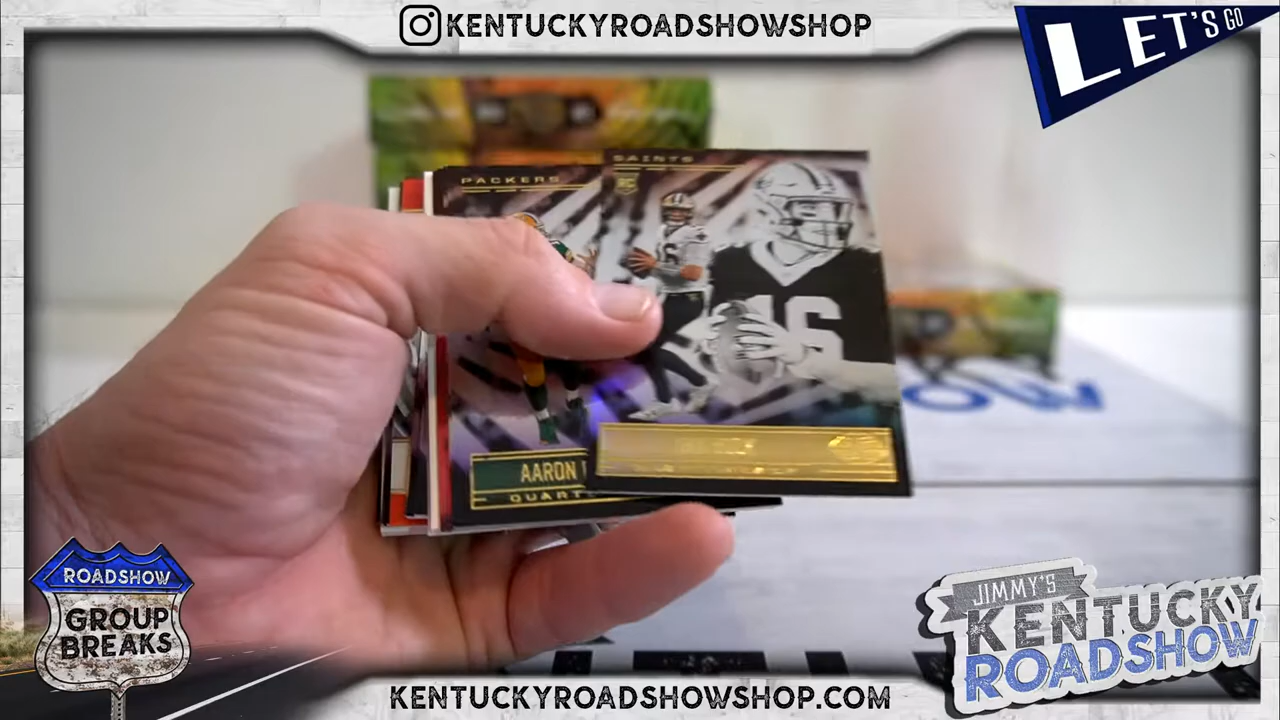 KENTUCKYROADSHOWSHOP
LET'S GO
SAINTS
RC
PACKERS
16
AARON
QUART
ROADSHOW
GROUP
BREAKS
JIMMY'S
KENTUCKY
ROADSHOW
KENTUCKYROADSHOWSHOP.COM